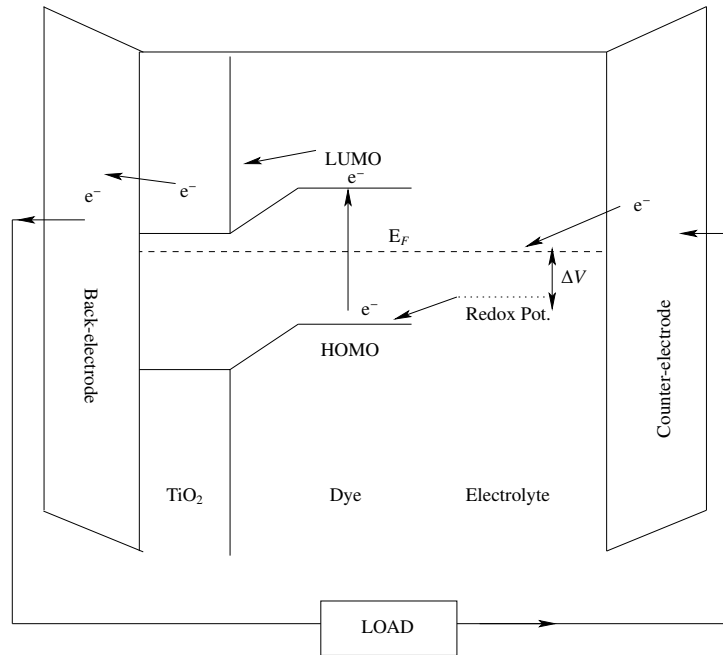 LUMO
e⁻
e⁻
e⁻
e⁻
E_F
ΔV
e⁻
Redox Pot.
HOMO
Back-electrode
Counter-electrode
TiO₂
Dye
Electrolyte
LOAD